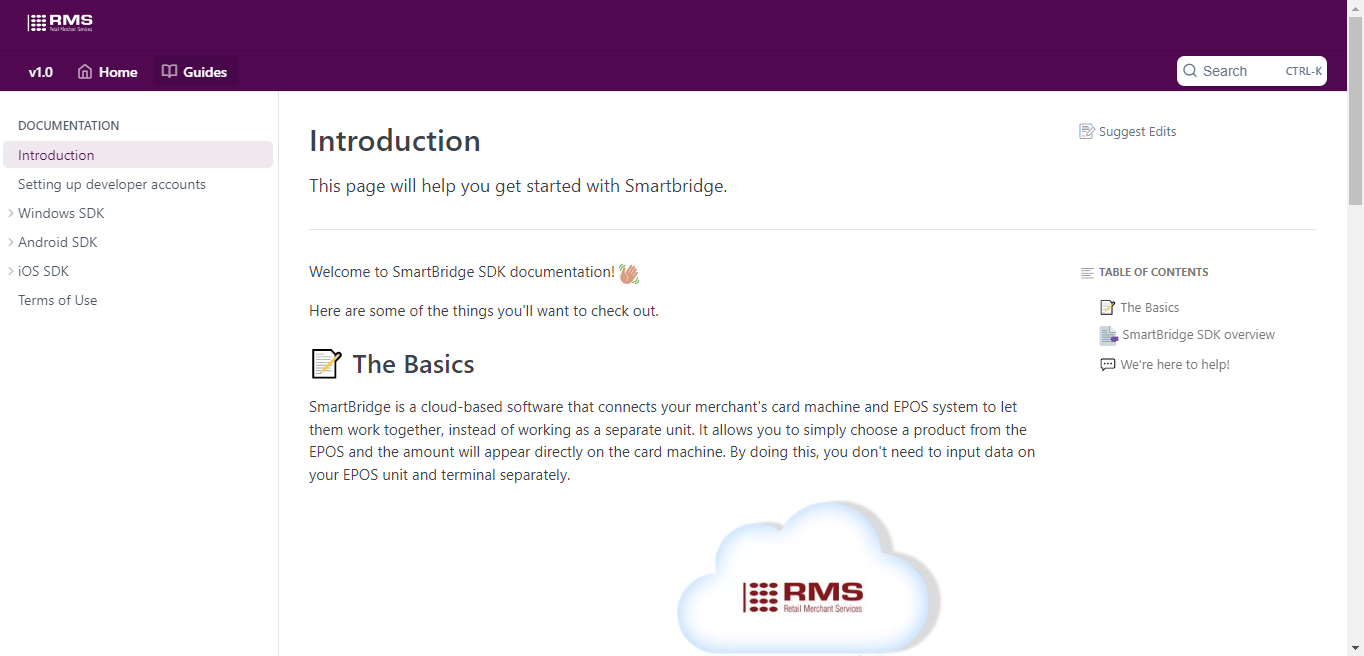 RMS
Retail Merchant Services
v1.0 Home Guides Search CTRL-K
DOCUMENTATION
Introduction
Setting up developer accounts
Windows SDK
Android SDK
iOS SDK
Terms of Use
Introduction
This page will help you get started with Smartbridge.
Welcome to SmartBridge SDK documentation!
Here are some of the things you'll want to check out.
The Basics
SmartBridge is a cloud-based software that connects your merchant's card machine and EPOS system to let
them work together, instead of working as a separate unit. It allows you to simply choose a product from the
EPOS and the amount will appear directly on the card machine. By doing this, you don't need to input data on
your EPOS unit and terminal separately.
RMS
Retail Merchant Services
Suggest Edits
TABLE OF CONTENTS
The Basics
SmartBridge SDK overview
We're here to help!